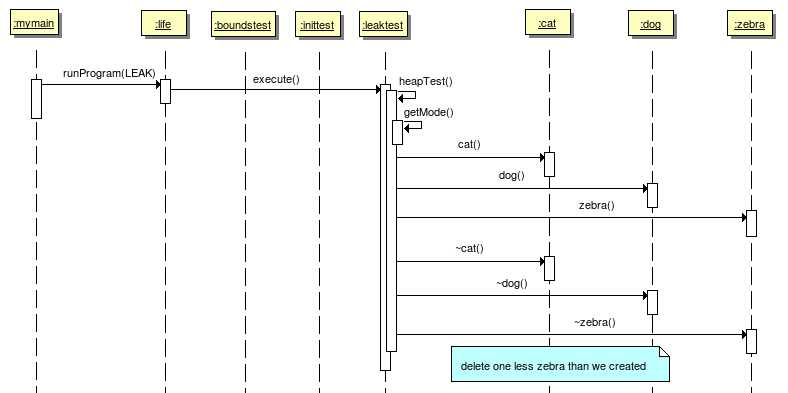 :mymain :life :boundstest :inittest :leaktest :cat :dog :zebra
runProgram(LEAK)
execute()
heapTest()
getMode()
cat()
dog()
zebra()
~cat()
~dog()
~zebra()
delete one less zebra than we created